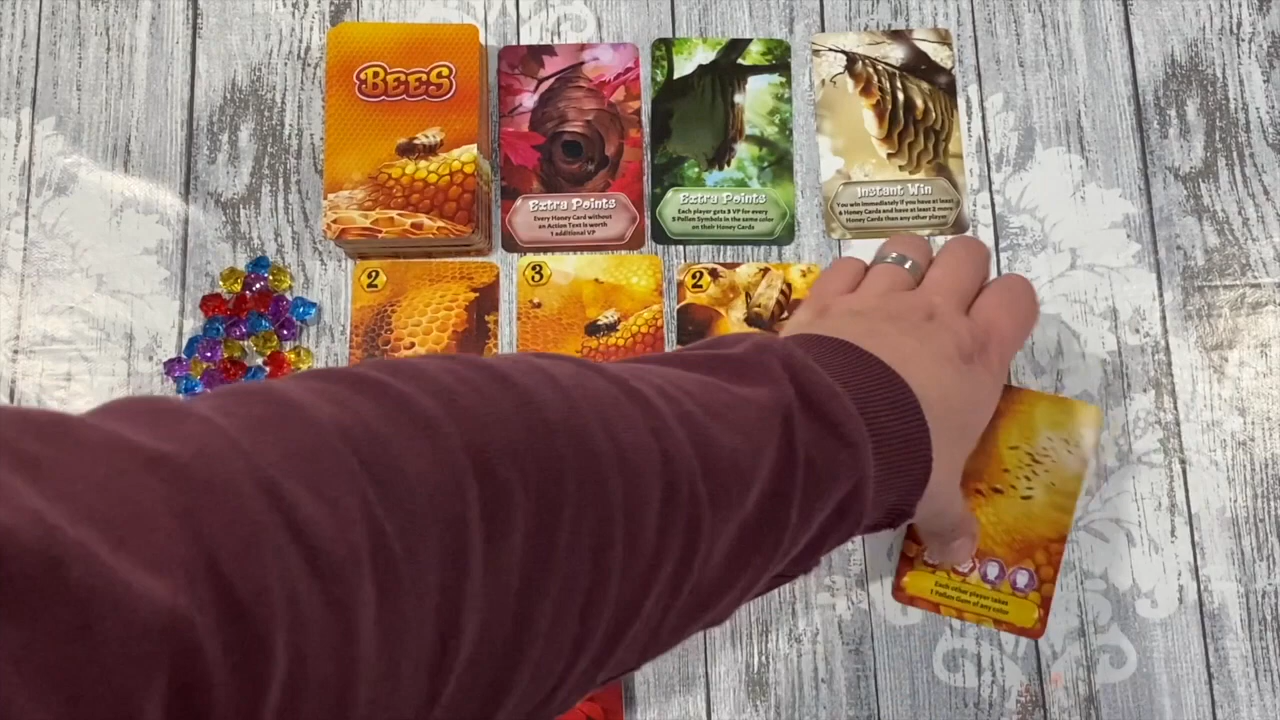 BEES
Extra Points
Every Honey Card without
an Action Text is worth
1 additional VP
Extra Points
Each player gets 3 VP for every
5 Pollen Symbols in the same color
on their Honey Cards
Instant Win
You win immediately if you have at least
6 Honey Cards and have at least 2 more
Honey Cards than any other player
2
3
2
Each other player takes
1 Pollen Gem of any color